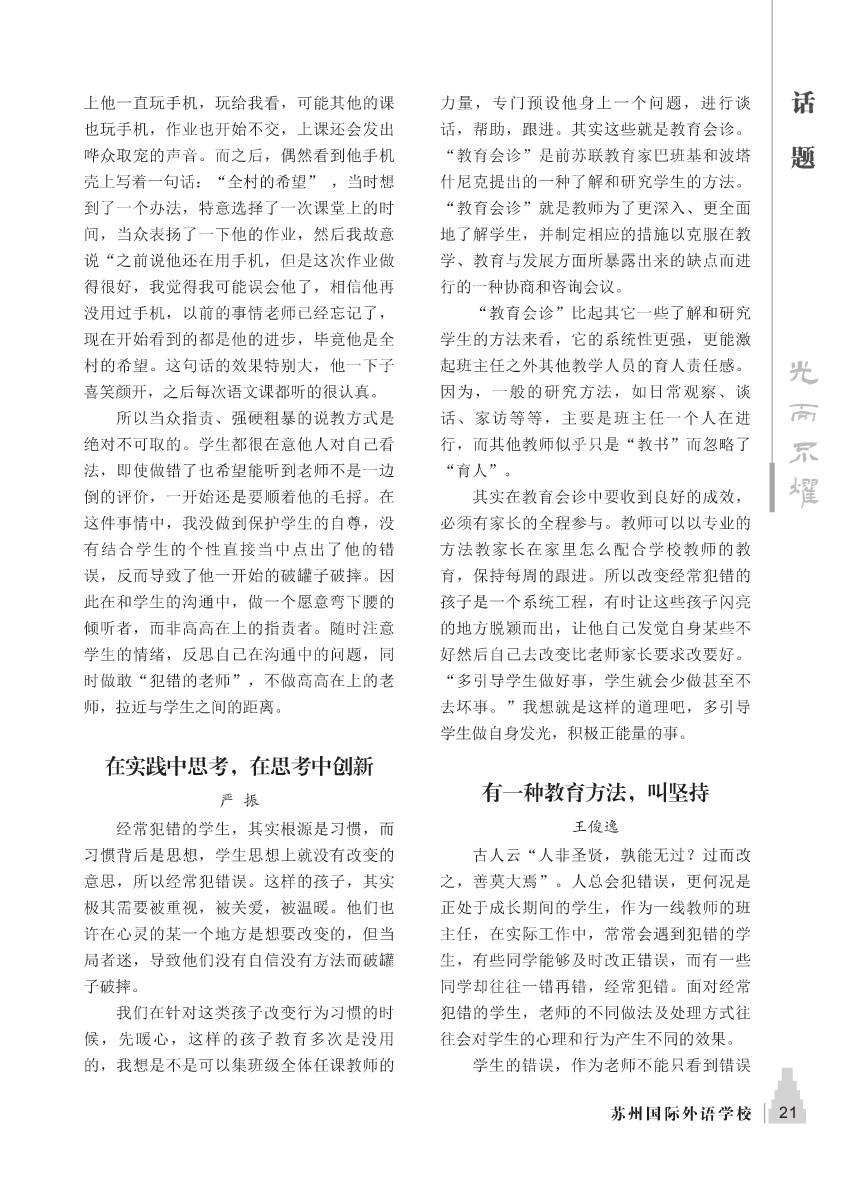 上他一直玩手机，玩给我看，可能其他的课
也玩手机，作业也开始不交，上课还会发出
哗众取宠的声音。而之后，偶然看到他手机
壳上写着一句话：“全村的希望” ，当时想
到了一个办法，特意选择了一次课堂上的时
间，当众表扬了一下他的作业，然后我故意
说“之前说他还在用手机，但是这次作业做
得很好，我觉得我可能误会他了，相信他再
没用过手机，以前的事情老师已经忘记了，
现在开始看到的都是他的进步，毕竟他是全
村的希望。这句话的效果特别大，他一下子
喜笑颜开，之后每次语文课都听的很认真。
所以当众指责、强硬粗暴的说教方式是
绝对不可取的。学生都很在意他人对自己看
法，即使做错了也希望能听到老师不是一边
倒的评价，一开始还是要顺着他的毛捋。在
这件事情中，我没做到保护学生的自尊，没
有结合学生的个性直接当中点出了他的错
误，反而导致了他一开始的破罐子破摔。因
此在和学生的沟通中，做一个愿意弯下腰的
倾听者，而非高高在上的指责者。随时注意
学生的情绪，反思自己在沟通中的问题，同
时做敢“犯错的老师”，不做高高在上的老
师，拉近与学生之间的距离。
在实践中思考，在思考中创新
严 振
经常犯错的学生，其实根源是习惯，而
习惯背后是思想，学生思想上就没有改变的
意思，所以经常犯错误。这样的孩子，其实
极其需要被重视，被关爱，被温暖。他们也
许在心灵的某一个地方是想要改变的，但当
局者迷，导致他们没有自信没有方法而破罐
子破摔。
我们在针对这类孩子改变行为习惯的时
候，先暖心，这样的孩子教育多次是没用
的，我想是不是可以集班级全体任课教师的
力量，专门预设他身上一个问题，进行谈
话，帮助，跟进。其实这些就是教育会诊。
“教育会诊”是前苏联教育家巴班基和波塔
什尼克提出的一种了解和研究学生的方法。
“教育会诊”就是教师为了更深入、更全面
地了解学生，并制定相应的措施以克服在教
学、教育与发展方面所暴露出来的缺点而进
行的一种协商和咨询会议。
“教育会诊”比起其它一些了解和研究
学生的方法来看，它的系统性更强，更能激
起班主任之外其他教学人员的育人责任感。
因为，一般的研究方法，如日常观察、谈
话、家访等等，主要是班主任一个人在进
行，而其他教师似乎只是“教书”而忽略了
“育人”。
其实在教育会诊中要收到良好的成效，
必须有家长的全程参与。教师可以以专业的
方法教家长在家里怎么配合学校教师的教
育，保持每周的跟进。所以改变经常犯错的
孩子是一个系统工程，有时让这些孩子闪亮
的地方脱颖而出，让他自己发觉自身某些不
好然后自己去改变比老师家长要求改要好。
“多引导学生做好事，学生就会少做甚至不
去坏事。”我想就是这样的道理吧，多引导
学生做自身发光，积极正能量的事。
有一种教育方法，叫坚持
王俊逸
古人云“人非圣贤，孰能无过？过而改
之，善莫大焉”。人总会犯错误，更何况是
正处于成长期间的学生，作为一线教师的班
主任，在实际工作中，常常会遇到犯错的学
生，有些同学能够及时改正错误，而有一些
同学却往往一错再错，经常犯错。面对经常
犯错的学生，老师的不同做法及处理方式往
往会对学生的心理和行为产生不同的效果。
学生的错误，作为老师不能只看到错误
话题
光而不耀
苏州国际外语学校 21